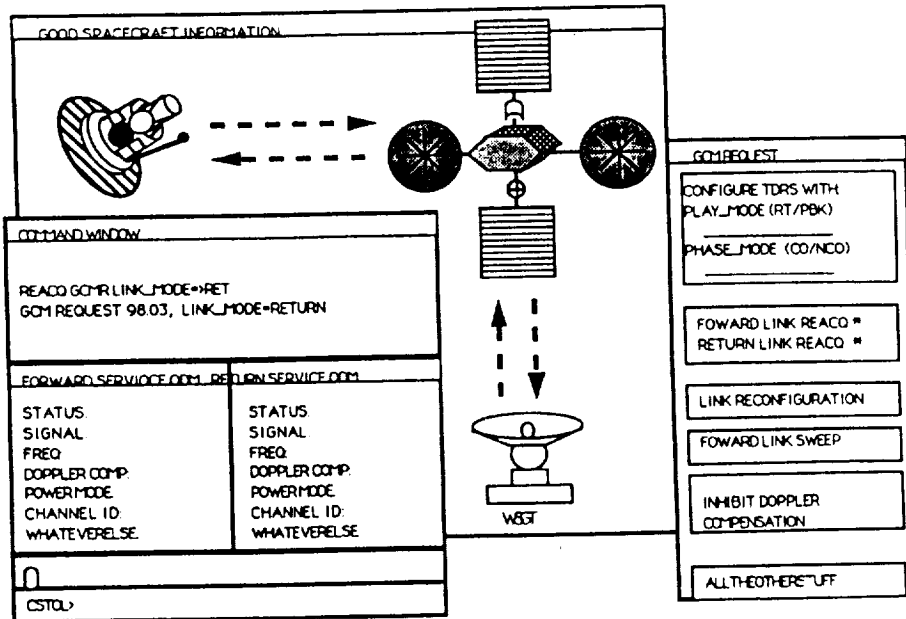 GOOD SPACECRAFT INFORMATION
COMMAND WINDOW
REACQ GCMR LINK_MODE=>RET
GCM REQUEST 98.03, LINK_MODE=RETURN
FORWARD SERVIOCE ODM RETURN SERVICE ODM
STATUS:
SIGNAL:
FREQ:
DOPPLER COMP:
POWER MODE
CHANNEL ID:
WHATEVERELSE
STATUS:
SIGNAL:
FREQ:
DOPPLER COMP:
POWER MODE
CHANNEL ID:
WHATEVERELSE
CSTOL>
WSGT
GCM REQUEST
CONFIGURE TDRS WITH:
PLAY_MODE (RT/PBK)
PHASE_MODE (CO/NCO)
FOWARD LINK REACQ *
RETURN LINK REACQ *
LINK RECONFIGURATION
FOWARD LINK SWEEP
INHIBIT DOPPLER
COMPENSATION
ALLTHEOTHERSTUFF